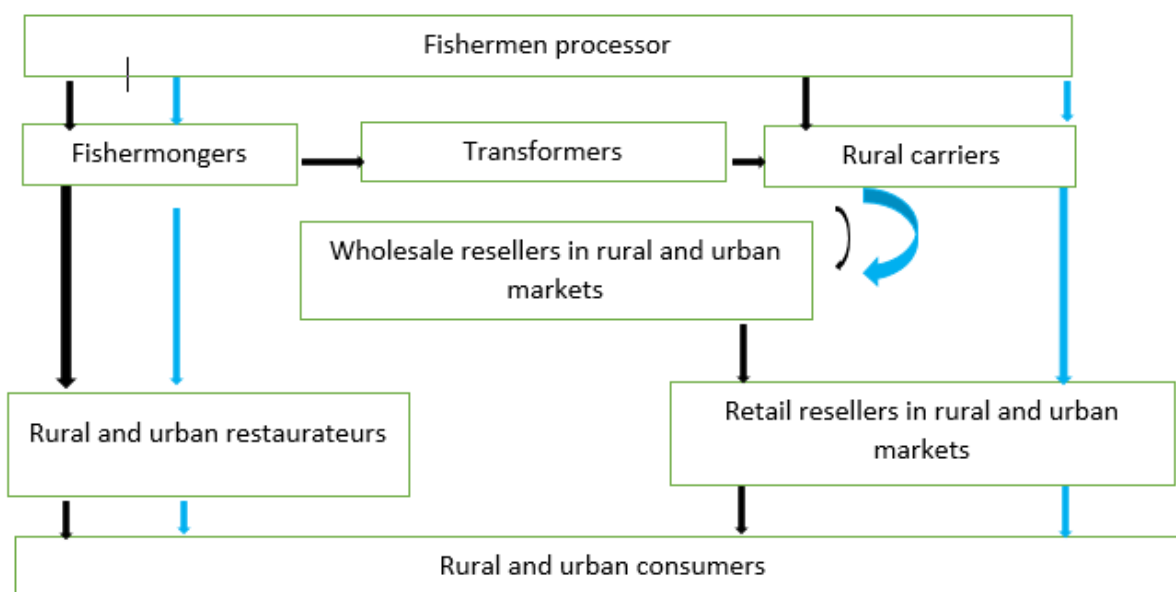 Fishermen processor
Fishermongers
Transformers
Rural carriers
Wholesale resellers in rural and urban
markets
Rural and urban restaurateurs
Retail resellers in rural and urban
markets
Rural and urban consumers